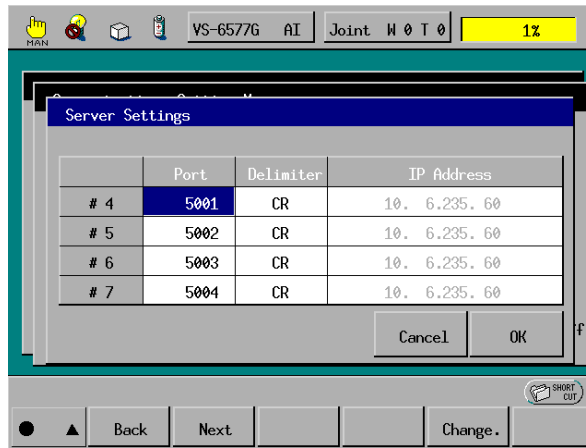 MAN VS-6577G AI Joint W 0 T 0 1%
Server Settings
Port Delimiter IP Address
# 4 5001 CR 10. 6.235. 60
# 5 5002 CR 10. 6.235. 60
# 6 5003 CR 10. 6.235. 60
# 7 5004 CR 10. 6.235. 60
Cancel OK
SHORT
CUT
Back Next Change.